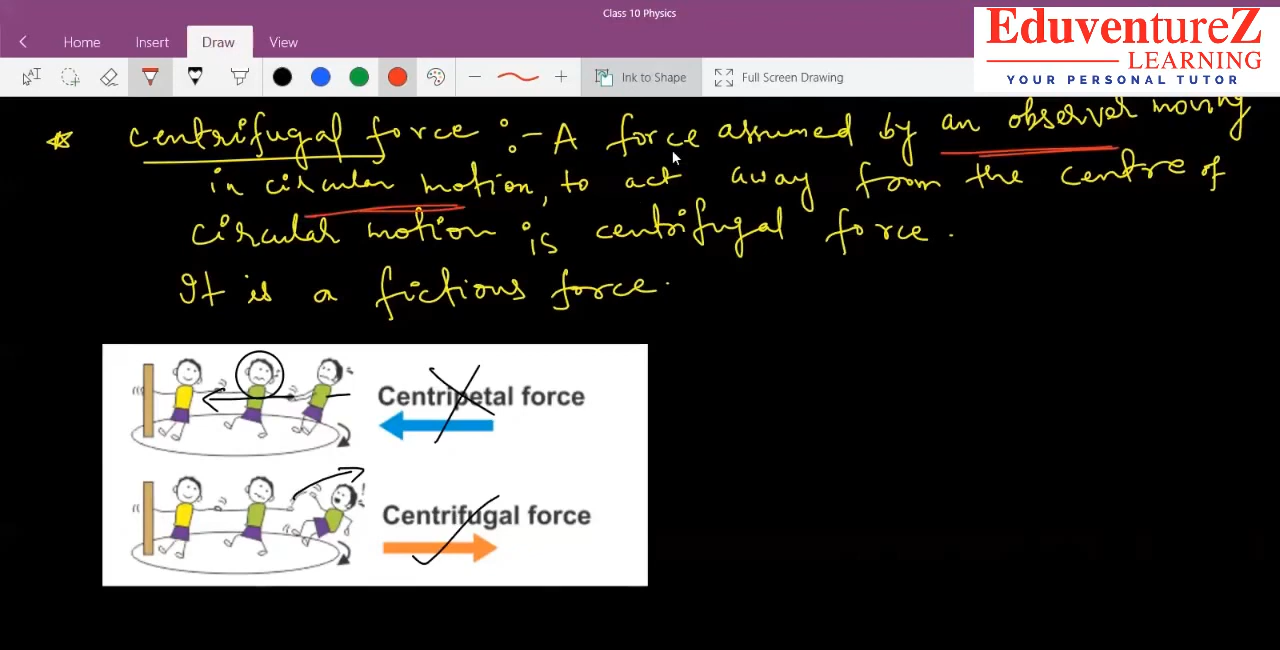 Class 10 Physics
EduventureZ
LEARNING
YOUR PERSONAL TUTOR
Home Insert Draw View
Ink to Shape Full Screen Drawing
centrifugal force :- A force assumed by an observer moving
in circular motion, to act away from the centre of
circular motion is centrifugal force.
It is a fictious force.
Centripetal force
Centrifugal force